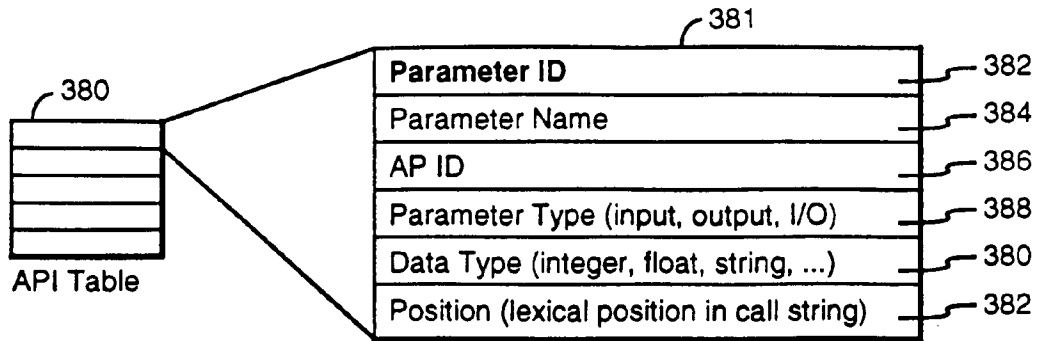 381
Parameter ID 382
380
Parameter Name 384
AP ID 386
Parameter Type (input, output, I/O) 388
Data Type (integer, float, string, ...) 380
API Table
Position (lexical position in call string) 382